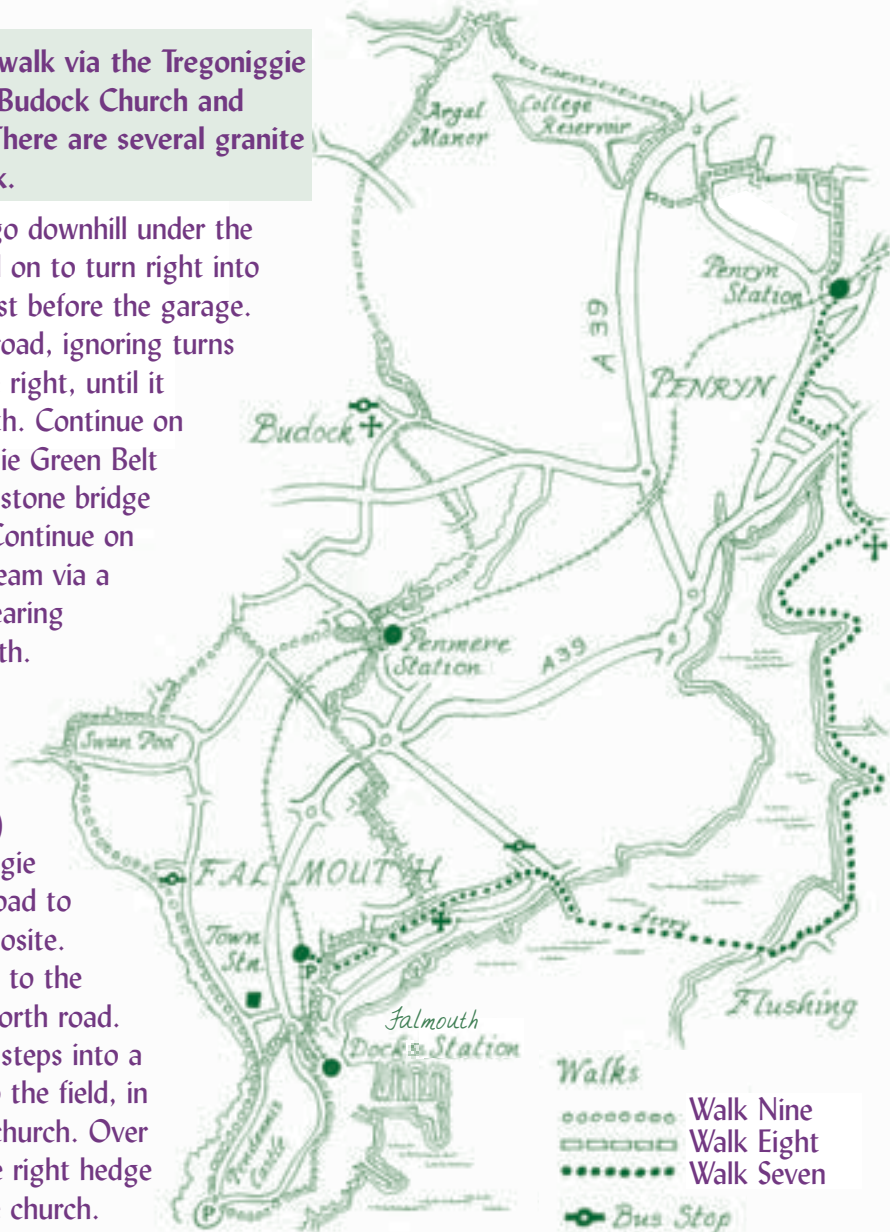 walk via the Tregoniggie
Budock Church and
There are several granite
k.
go downhill under the
l on to turn right into
st before the garage.
road, ignoring turns
right, until it
th. Continue on
ie Green Belt
stone bridge
Continue on
eam via a
earing
th.
)
gie
oad to
osite.
to the
orth road.
steps into a
o the field, in
church. Over
e right hedge
e church.
Argal
Manor
College
Reservoir
A 39
Penryn
Station
PENRYN
Budock
Penmere
Station
A39
Swan Pool
FALMOUTH
Town
Stn.
P
ferry
Flushing
Falmouth
Docks Station
Pendennis
Castle
P
Walks
Walk Nine
Walk Eight
Walk Seven
Bus Stop